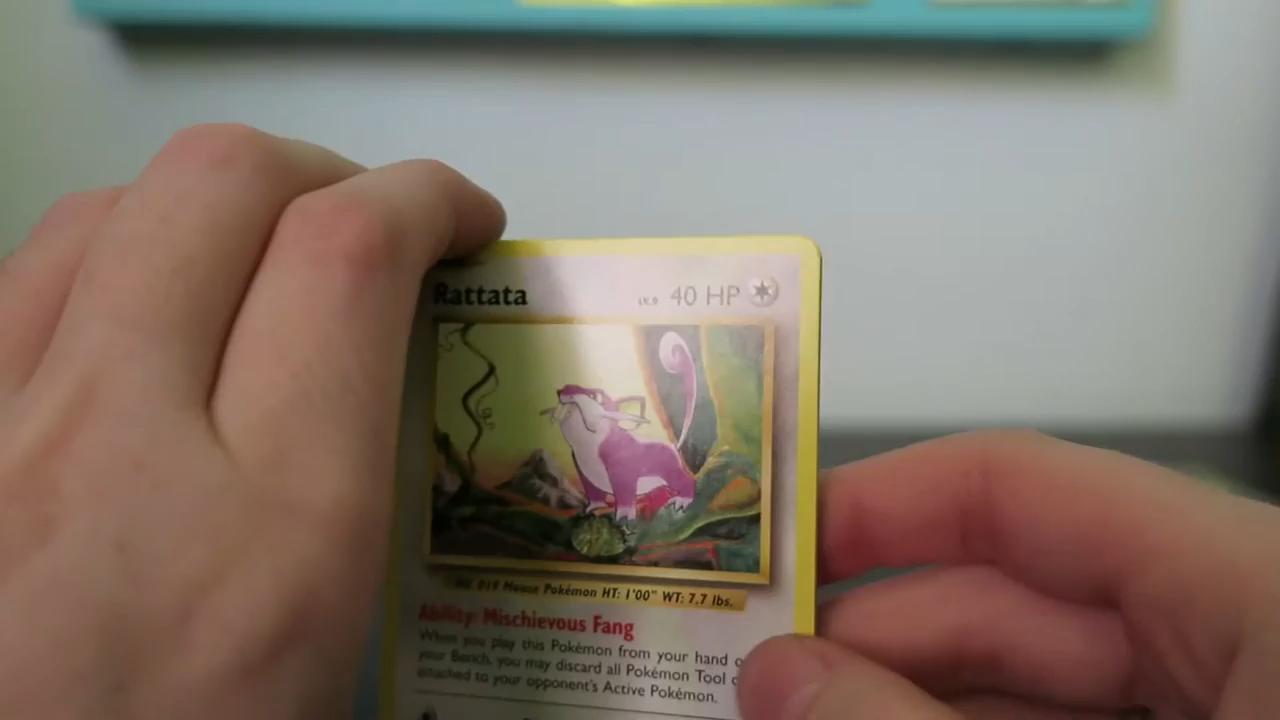 Rattata LV.9 40 HP
NO. 019 Mouse Pokémon HT: 1'00" WT: 7.7 lbs.
Ability: Mischievous Fang
When you play this Pokémon from your hand
your Bench, you may discard all Pokémon Tool
attached to your opponent's Active Pokémon.